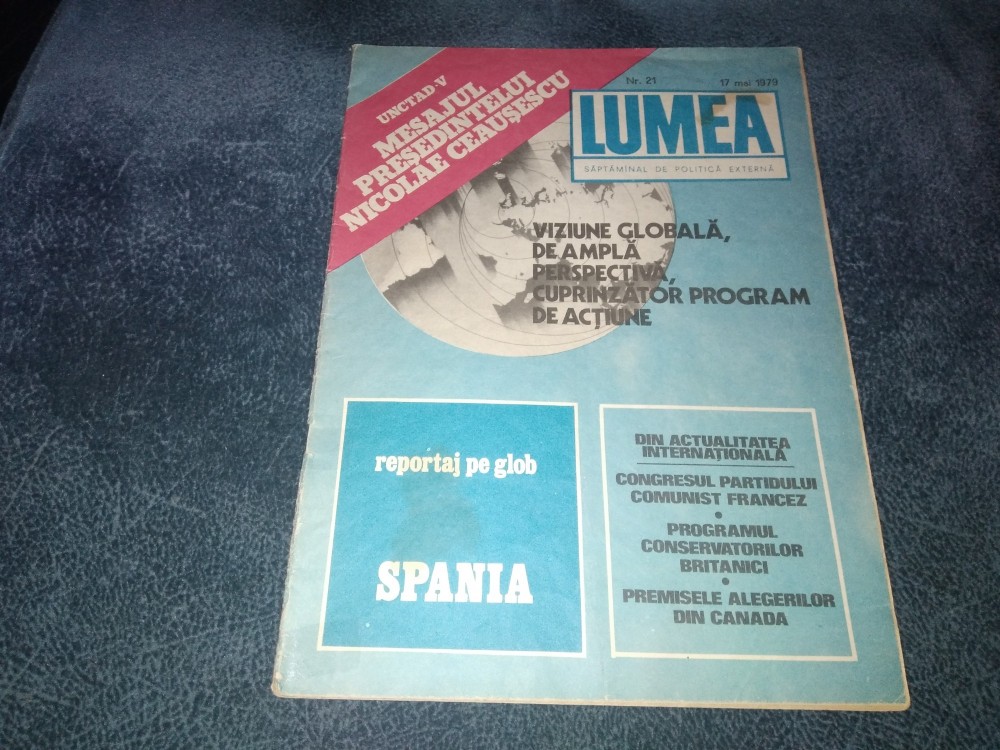 UNCTAD-V
MESAJUL
PREŞEDINTELUI
NICOLAE CEAUŞESCU
Nr. 21 17 mai 1979
LUMEA
SĂPTĂMÎNAL DE POLITICĂ EXTERNĂ
VIZIUNE GLOBALĂ,
DE AMPLĂ
PERSPECTIVĂ,
CUPRINZĂTOR PROGRAM
DE ACŢIUNE
reportaj pe glob
SPANIA
DIN ACTUALITATEA
INTERNAŢIONALĂ
CONGRESUL PARTIDULUI
COMUNIST FRANCEZ
•
PROGRAMUL
CONSERVATORILOR
BRITANICI
•
PREMISELE ALEGERILOR
DIN CANADA